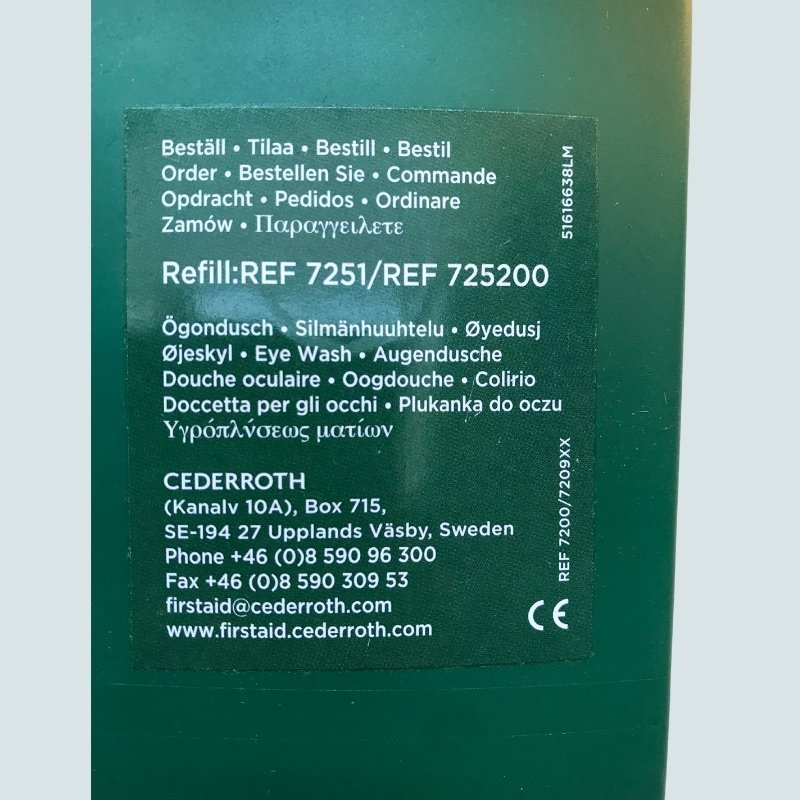 Beställ • Tilaa • Bestill • Bestil
Order • Bestellen Sie • Commande
Opdracht • Pedidos • Ordinare
Zamów • Παραγγειλετε
Refill:REF 7251/REF 725200
Ögondusch • Silmänhuuhtelu • Øyedusj
Øjeskyl • Eye Wash • Augendusche
Douche oculaire • Oogdouche • Colirio
Doccetta per gli occhi • Plukanka do oczu
Υγρόπλύσεως ματίων
CEDERROTH
(Kanalv 10A), Box 715,
SE-194 27 Upplands Väsby, Sweden
Phone +46 (0)8 590 96 300
Fax +46 (0)8 590 309 53
firstaid@cederroth.com
www.firstaid.cederroth.com
51616638LM
REF 7200/7209XX
CE